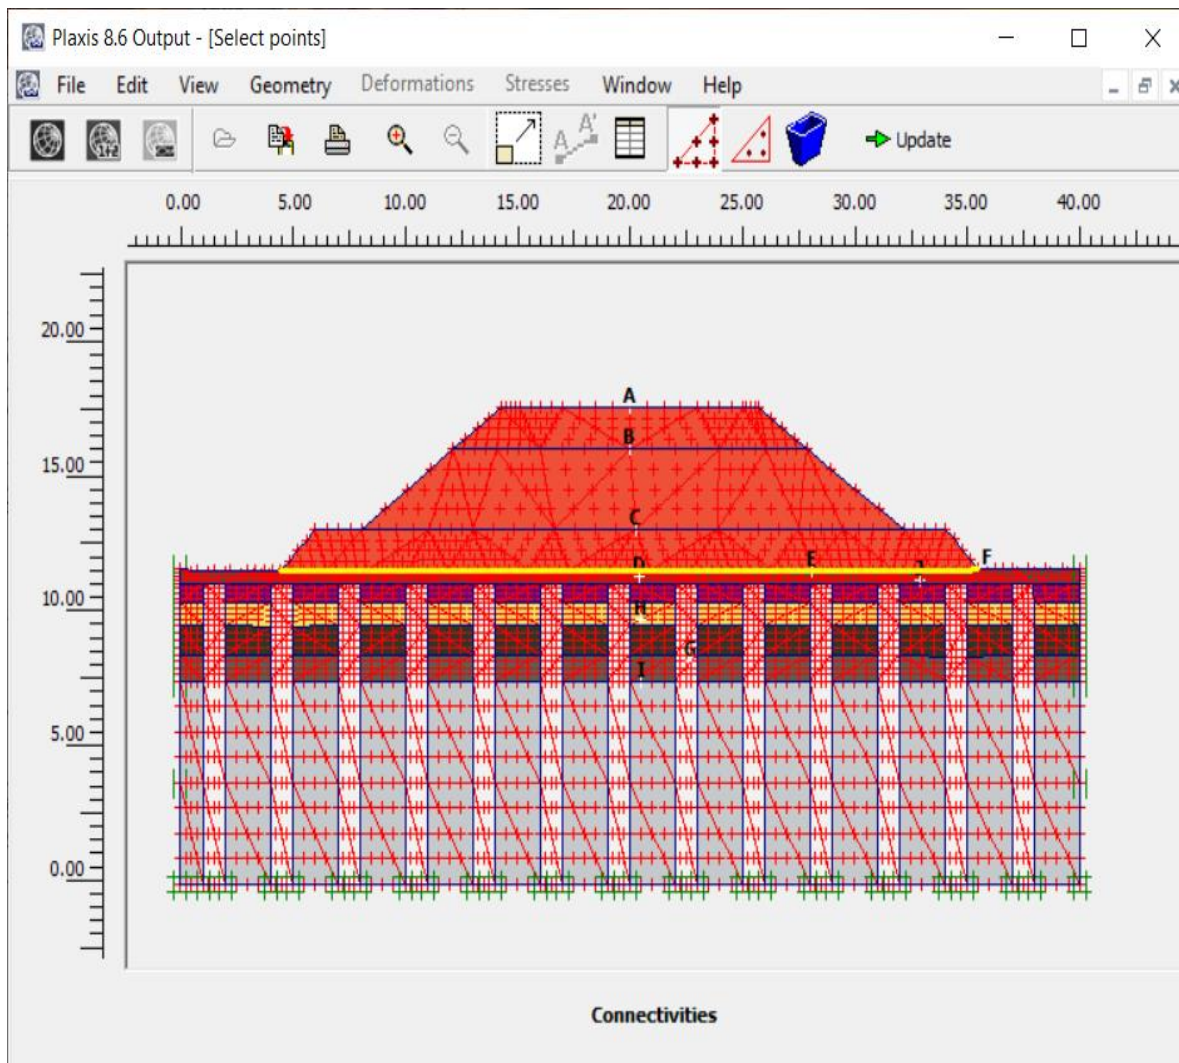 Plaxis 8.6 Output - [Select points]
File Edit View Geometry Deformations Stresses Window Help
A A' Update
0.00 5.00 10.00 15.00 20.00 25.00 30.00 35.00 40.00
20.00
15.00
10.00
5.00
0.00
A
B
C
D E F
H
G
I
Connectivities